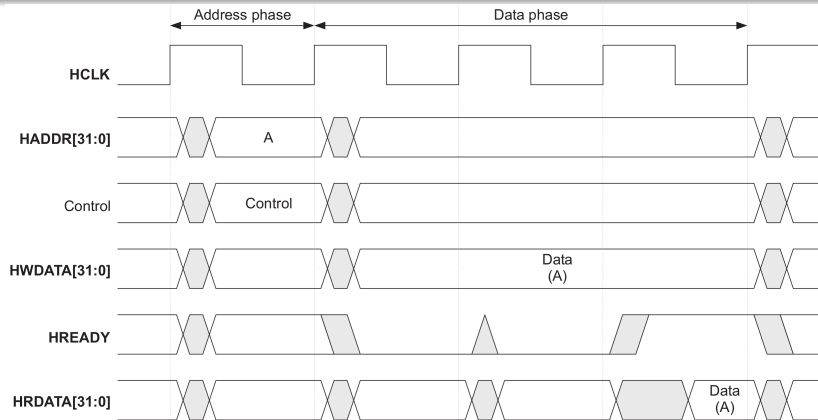 Address phase
Data phase
HCLK
HADDR[31:0]
A
Control
Control
HWDATA[31:0]
Data
(A)
HREADY
HRDATA[31:0]
Data
(A)